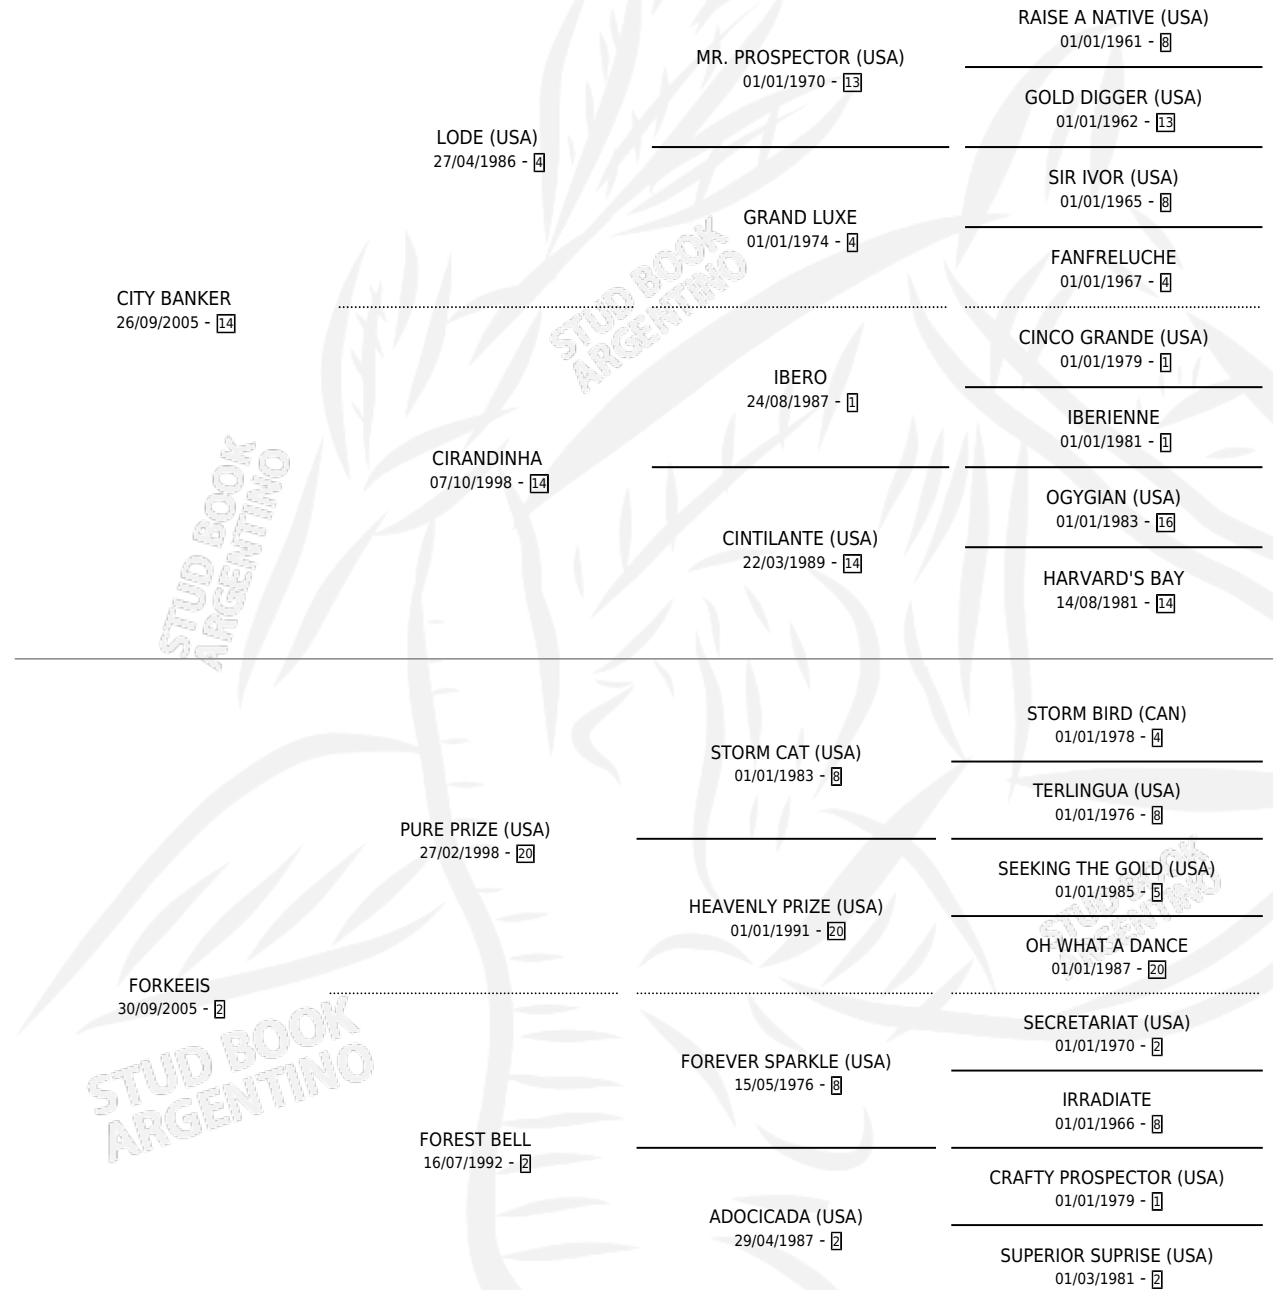 RAISE A NATIVE (USA)
01/01/1961 - 8
MR. PROSPECTOR (USA)
01/01/1970 - 13
GOLD DIGGER (USA)
01/01/1962 - 13
LODE (USA)
27/04/1986 - 4
SIR IVOR (USA)
01/01/1965 - 8
GRAND LUXE
01/01/1974 - 4
FANFRELUCHE
01/01/1967 - 4
CITY BANKER
26/09/2005 - 14
STUD BOOK
ARGENTINO
CINCO GRANDE (USA)
01/01/1979 - 1
IBERO
24/08/1987 - 1
IBERIENNE
01/01/1981 - 1
CIRANDINHA
07/10/1998 - 14
OGYGIAN (USA)
01/01/1983 - 16
CINTILANTE (USA)
22/03/1989 - 14
HARVARD'S BAY
14/08/1981 - 14
STUD BOOK
ARGENTINO
STORM BIRD (CAN)
01/01/1978 - 4
STORM CAT (USA)
01/01/1983 - 8
TERLINGUA (USA)
01/01/1976 - 8
PURE PRIZE (USA)
27/02/1998 - 20
SEEKING THE GOLD (USA)
01/01/1985 - 5
HEAVENLY PRIZE (USA)
01/01/1991 - 20
OH WHAT A DANCE
01/01/1987 - 20
STUD BOOK
ARGENTINO
FORKEEIS
30/09/2005 - 2
SECRETARIAT (USA)
01/01/1970 - 2
FOREVER SPARKLE (USA)
15/05/1976 - 8
IRRADIATE
01/01/1966 - 8
STUD BOOK
ARGENTINO
FOREST BELL
16/07/1992 - 2
CRAFTY PROSPECTOR (USA)
01/01/1979 - 1
ADOCICADA (USA)
29/04/1987 - 2
SUPERIOR SUPRISE (USA)
01/03/1981 - 2